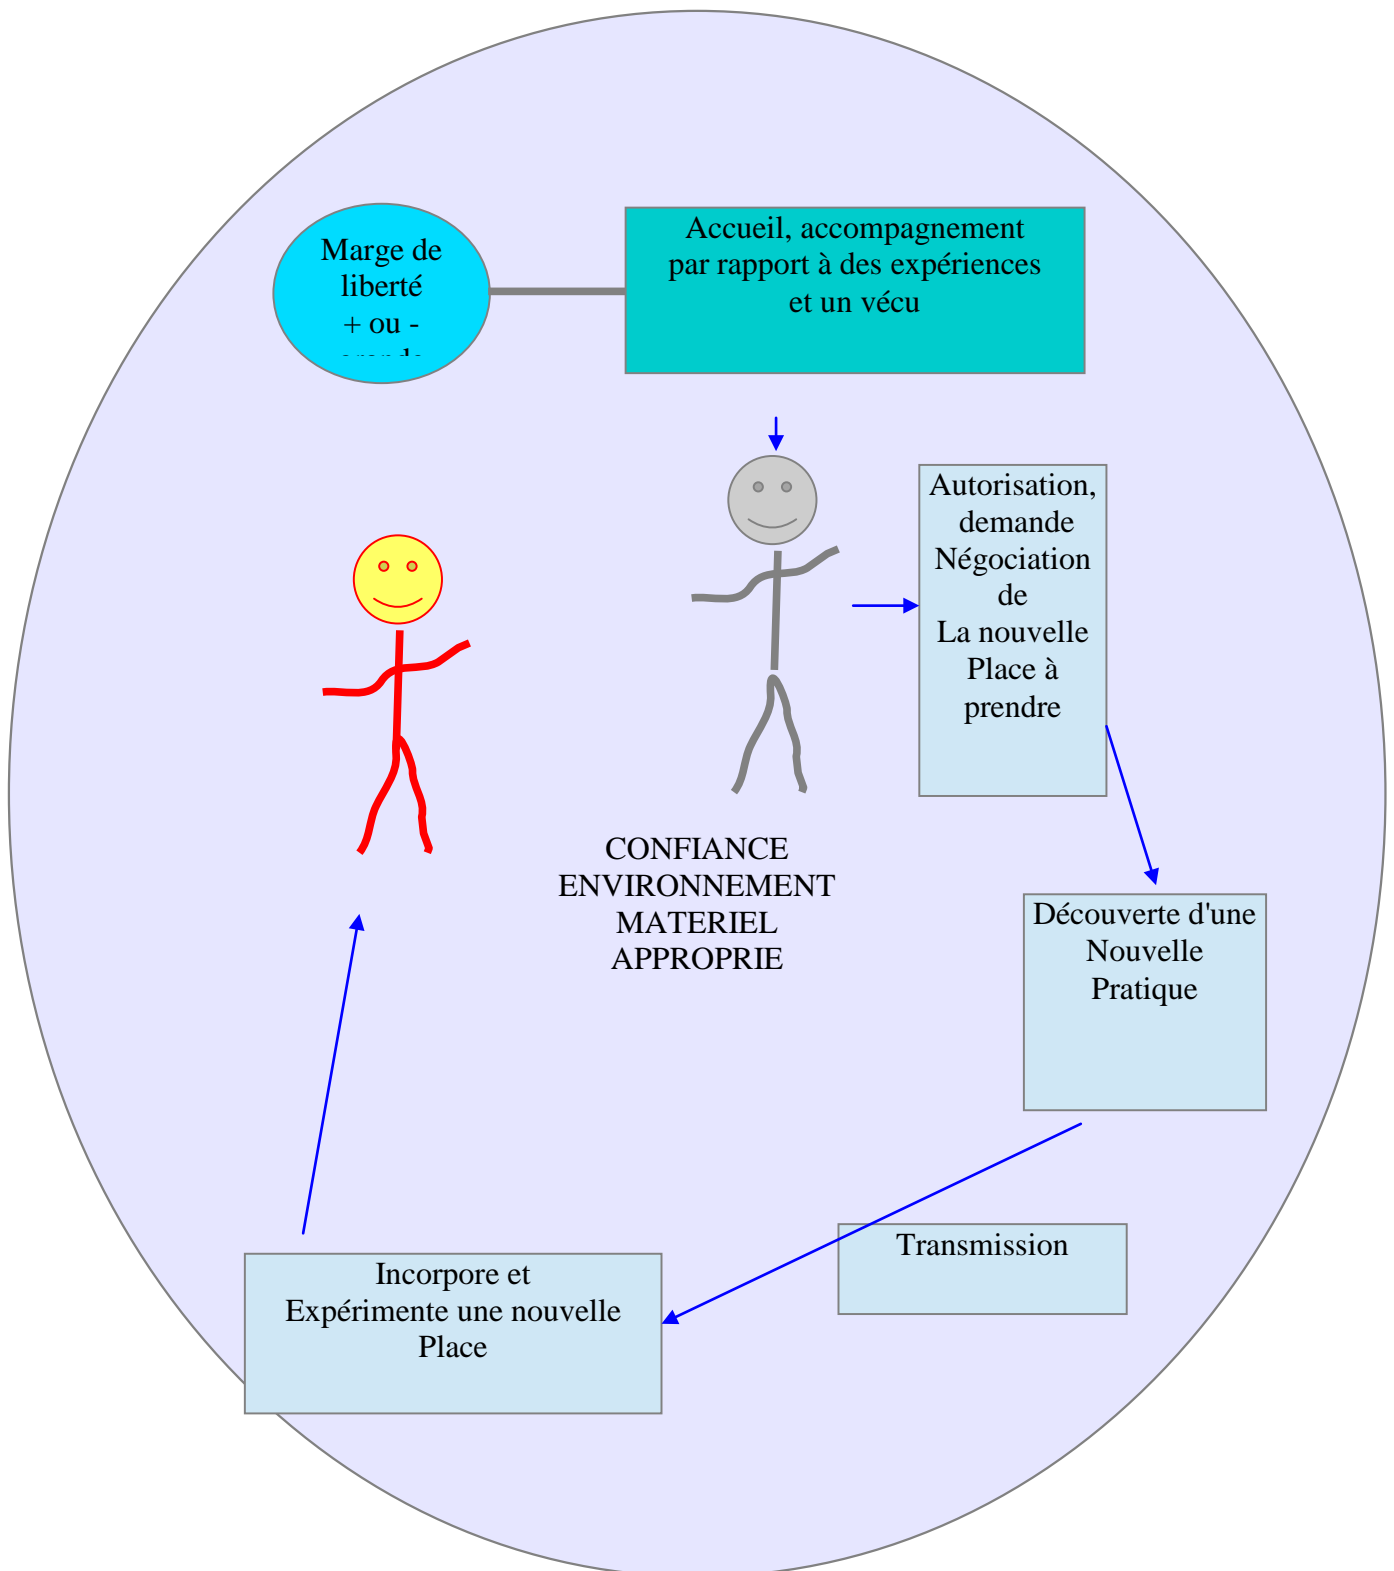 Marge de
liberté
+ ou -
Accueil, accompagnement
par rapport à des expériences
et un vécu
Autorisation,
demande
Négociation
de
La nouvelle
Place à
prendre
CONFIANCE
ENVIRONNEMENT
MATERIEL
APPROPRIE
Découverte d'une
Nouvelle
Pratique
Transmission
Incorpore et
Expérimente une nouvelle
Place